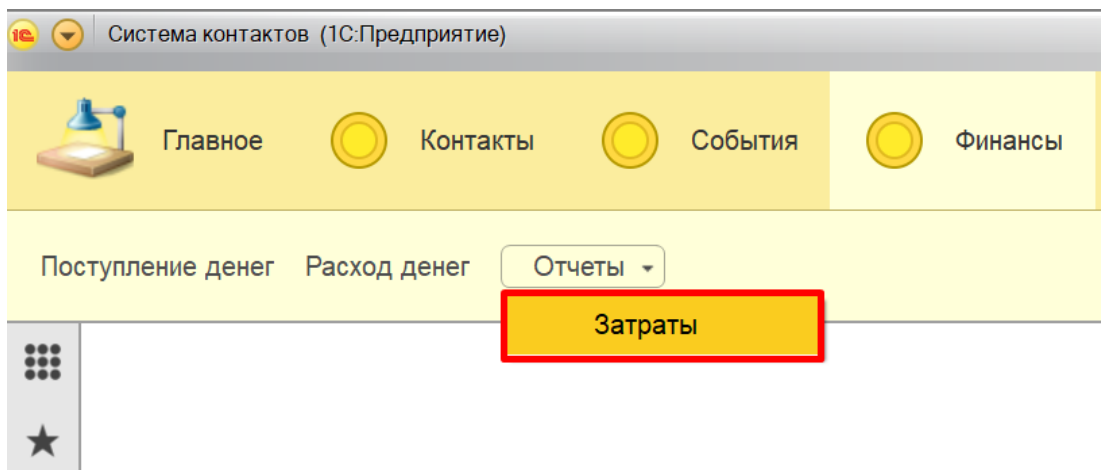 1С Система контактов (1С:Предприятие)
Главное Контакты События Финансы
Поступление денег Расход денег Отчеты
Затраты